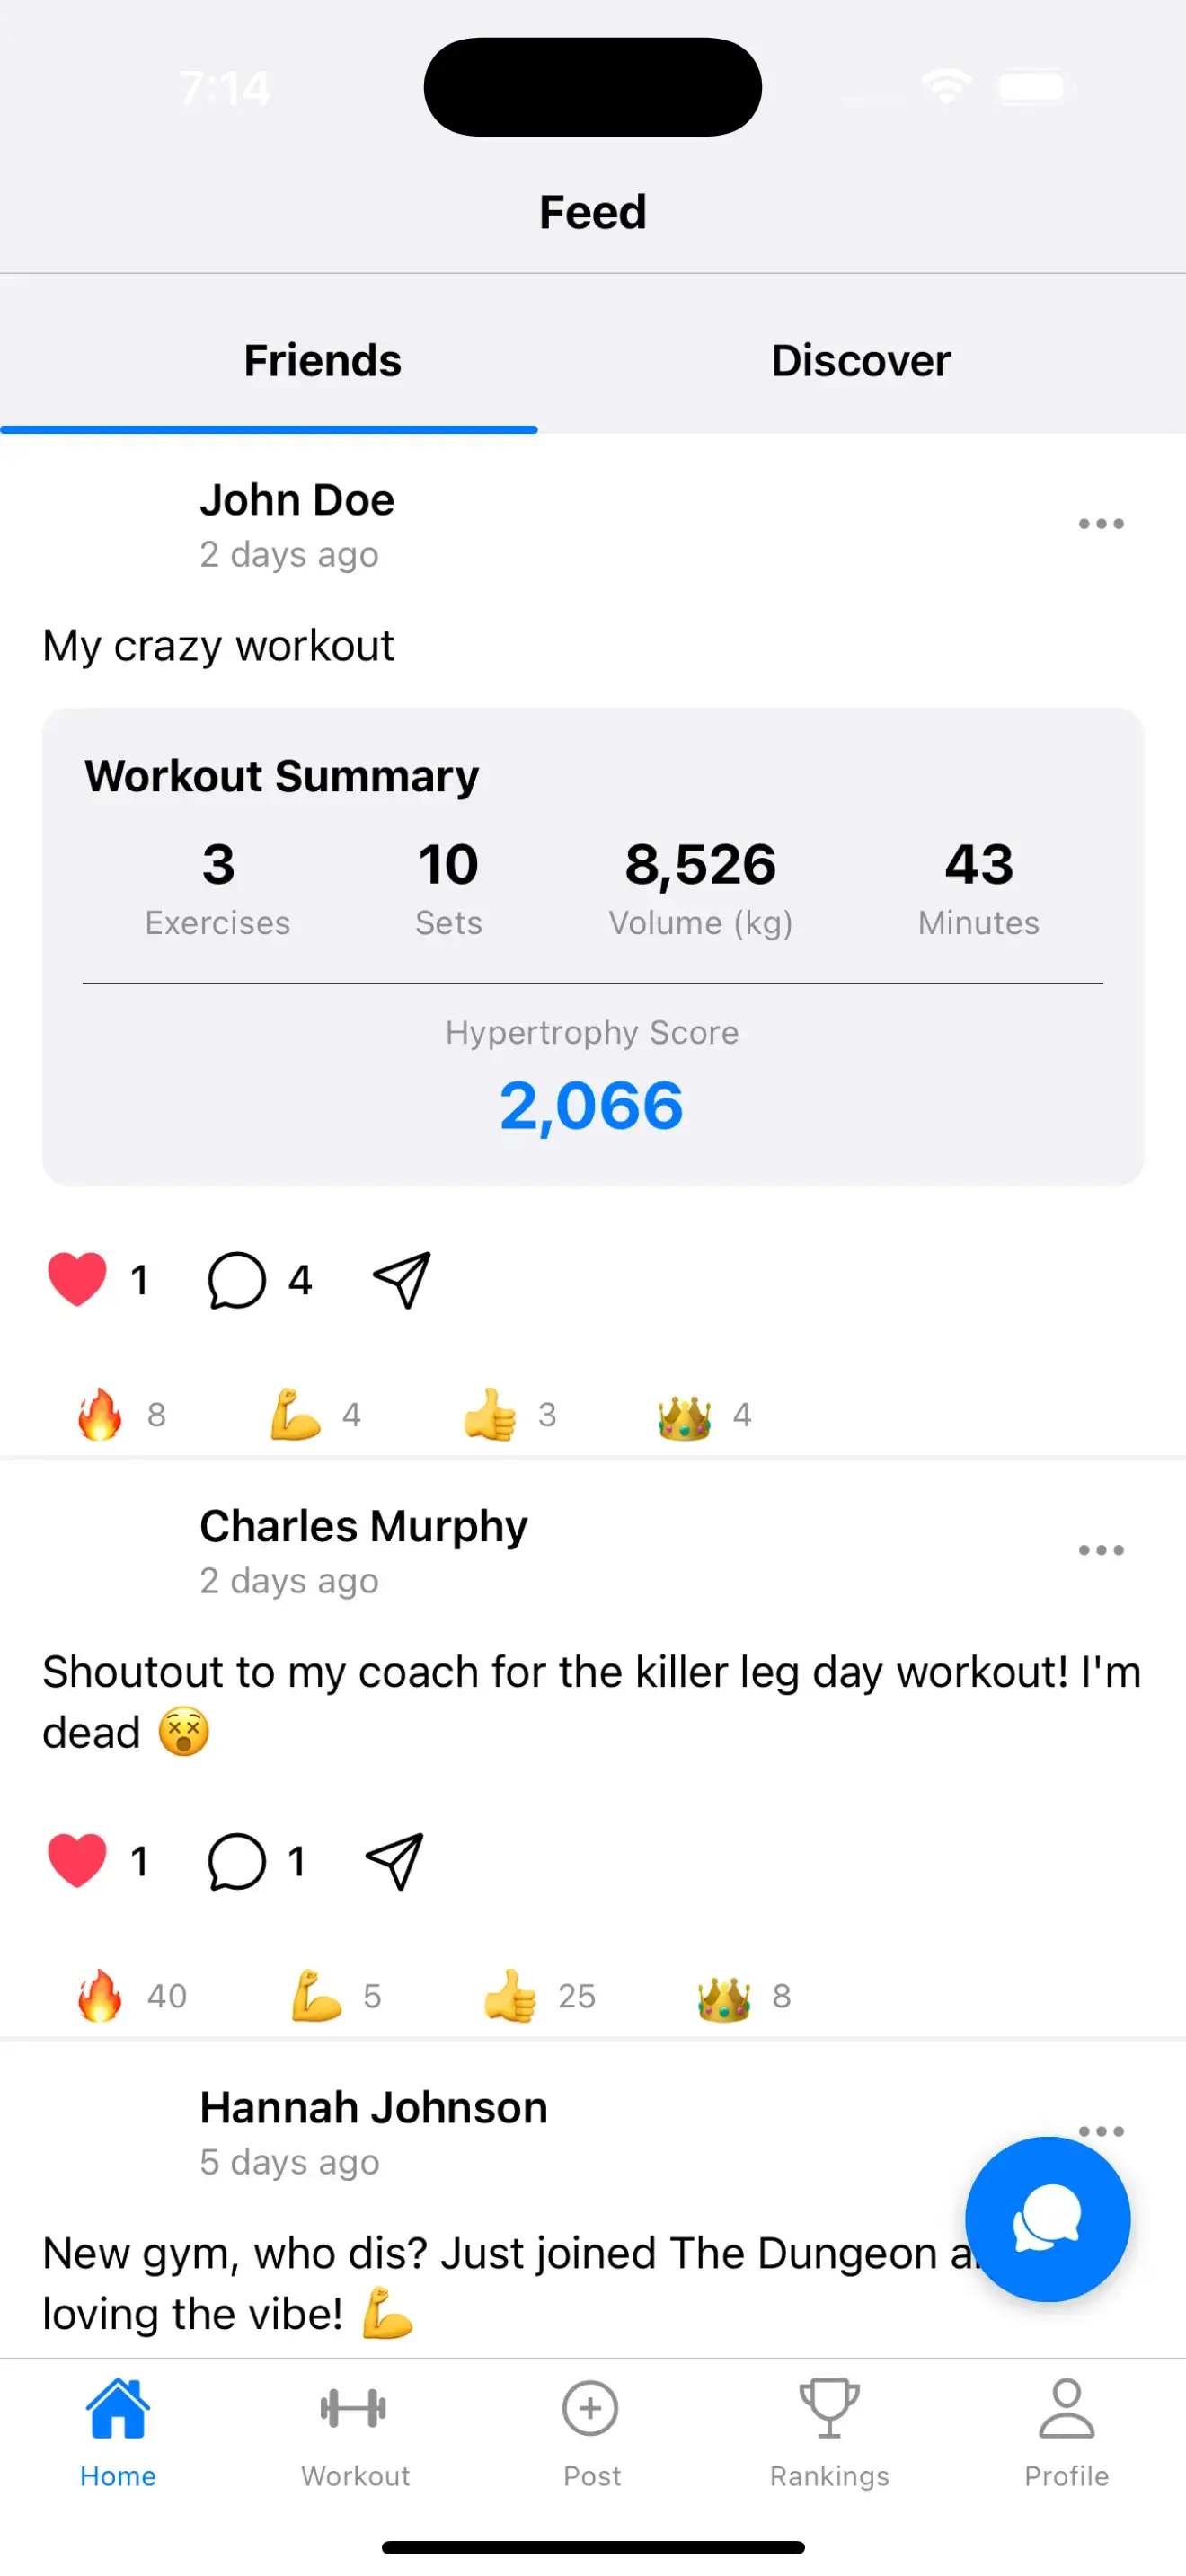 7:14
Feed
Friends Discover
John Doe
2 days ago
My crazy workout
Workout Summary
3 10 8,526 43
Exercises Sets Volume (kg) Minutes
Hypertrophy Score
2,066
1 4
8 4 3 4
Charles Murphy
2 days ago
Shoutout to my coach for the killer leg day workout! I'm
dead 😵
1 1
40 5 25 8
Hannah Johnson
5 days ago
New gym, who dis? Just joined The Dungeon
loving the vibe! 💪
Home Workout Post Rankings Profile